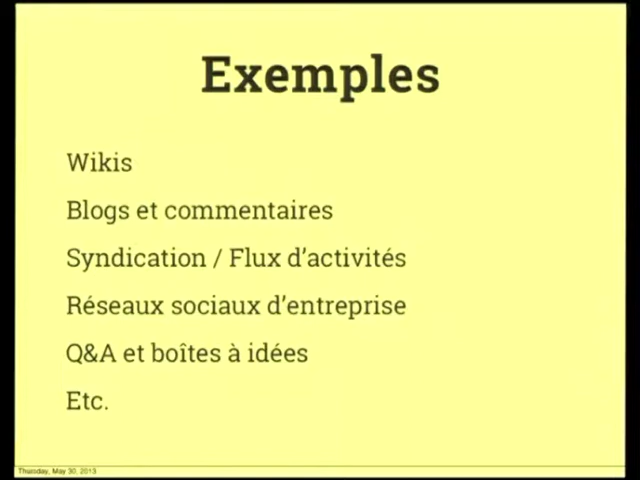 Exemples
Wikis
Blogs et commentaires
Syndication / Flux d’activités
Réseaux sociaux d’entreprise
Q&A et boîtes à idées
Etc.
Thursday, May 30, 2013